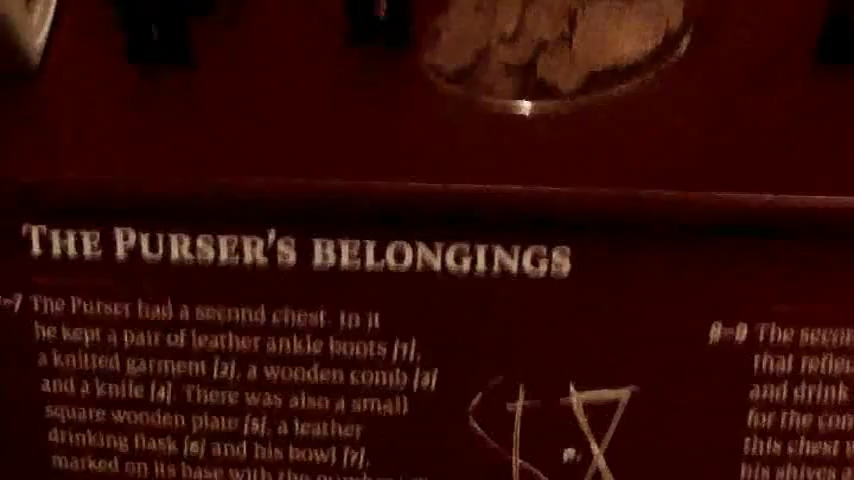 THE PURSER'S BELONGINGS
-7 The Purser had a second chest. In it
he kept a pair of leather ankle boots [1],
a knitted garment [2], a wooden comb [3]
and a knife [4]. There was also a small
square wooden plate [5], a leather
drinking flask [6] and his bowl [7],
marked on its base with the
8-9 The
that
and drink
for the
this chest
his